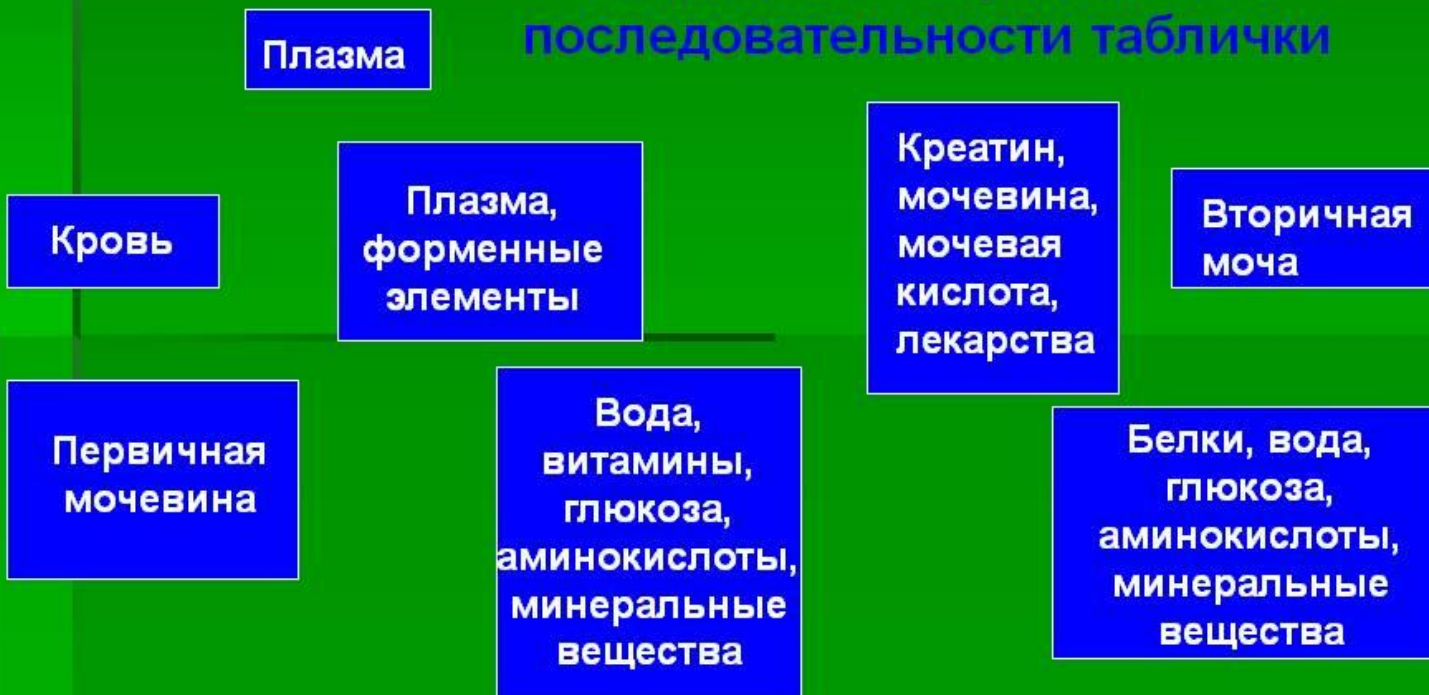 последовательности таблички
Плазма
Кровь
Плазма,
форменные
элементы
Креатин,
мочевина,
мочевая
кислота,
лекарства
Вторичная
моча
Первичная
мочевина
Вода,
витамины,
глюкоза,
аминокислоты,
минеральные
вещества
Белки, вода,
глюкоза,
аминокислоты,
минеральные
вещества